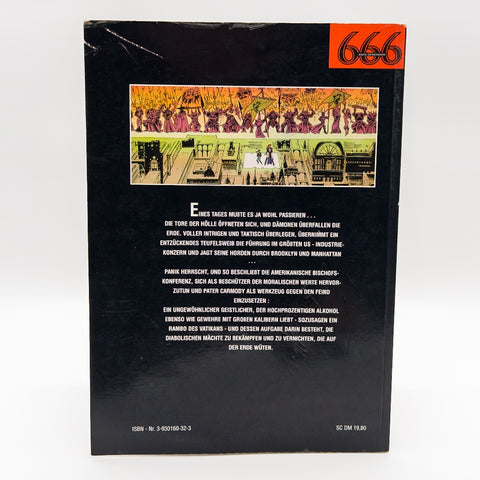 666
EINES TAGES MUßTE ES JA WOHL PASSIEREN . . .
DIE TORE DER HÖLLE ÖFFNETEN SICH, UND DÄMONEN ÜBERFALLEN DIE
ERDE. VOLLER INTRIGEN UND TAKTISCH ÜBERLEGEN, ÜBERNIMMT EIN
ENTZÜCKENDES TEUFELSWEIB DIE FÜHRUNG IM GRÖßTEN US - INDUSTRIE-
KONZERN UND JAGT SEINE HORDEN DURCH BROOKLYN UND MANHATTAN
...
PANIK HERRSCHT, UND SO BESCHLIEßT DIE AMERIKANISCHE BISCHOFS-
KONFERENZ, SICH ALS BESCHÜTZER DER MORALISCHEN WERTE HERVOR-
ZUTUN UND PATER CARMODY ALS WERKZEUG GEGEN DEN FEIND
EINZUSETZEN :
EIN UNGEWÖHNLICHER GEISTLICHER, DER HOCHPROZENTIGEN ALKOHOL
EBENSO WIE GEWEHRE MIT GROßEN KALIBERN LIEBT - SOZUSAGEN EIN
RAMBO DES VATIKANS - UND DESSEN AUFGABE DARIN BESTEHT, DIE
DIABOLISCHEN MÄCHTE ZU BEKÄMPFEN UND ZU VERNICHTEN, DIE AUF
DER ERDE WÜTEN.
ISBN - Nr. 3-930160-32-3
SC DM 19,80